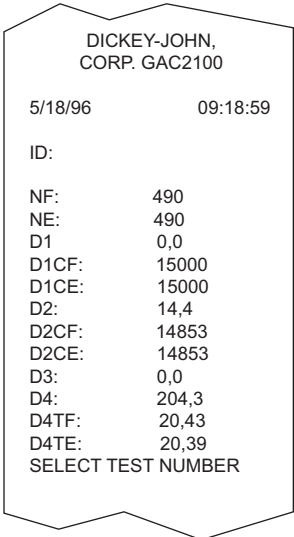 DICKEY-JOHN,
CORP. GAC2100
5/18/96 09:18:59
ID:
NF: 490
NE: 490
D1 0,0
D1CF: 15000
D1CE: 15000
D2: 14,4
D2CF: 14853
D2CE: 14853
D3: 0,0
D4: 204,3
D4TF: 20,43
D4TE: 20,39
SELECT TEST NUMBER